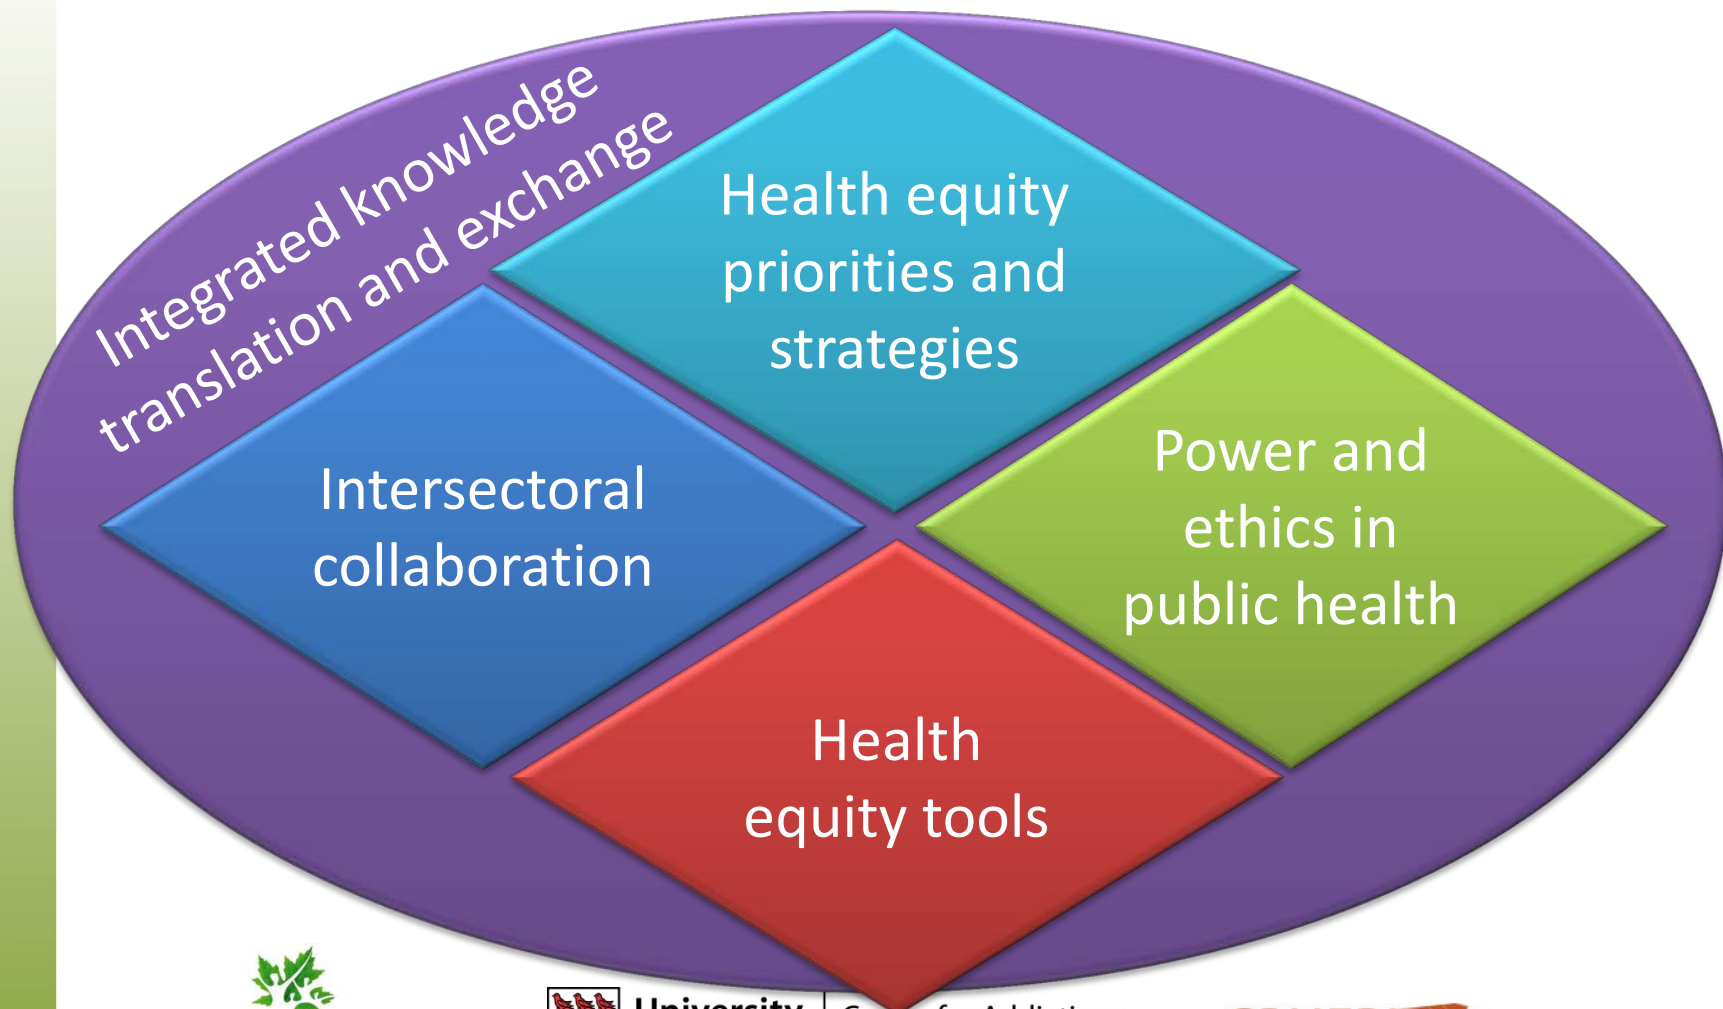 Integrated knowledge
translation and exchange
Health equity
priorities and
strategies
Intersectoral
collaboration
Power and
ethics in
public health
Health
equity tools
University